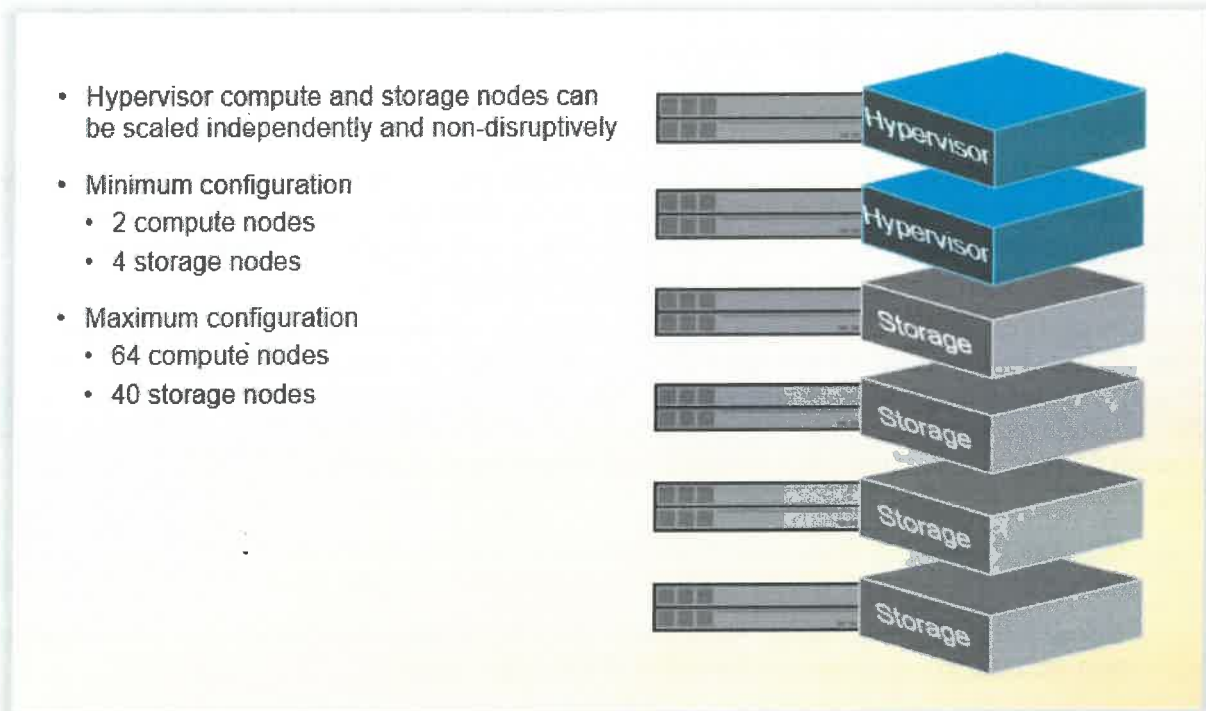 • Hypervisor compute and storage nodes can
be scaled independently and non-disruptively
• Minimum configuration
• 2 compute nodes
• 4 storage nodes
• Maximum configuration
• 64 compute nodes
• 40 storage nodes
Hypervisor
Hypervisor
Storage
Storage
Storage
Storage